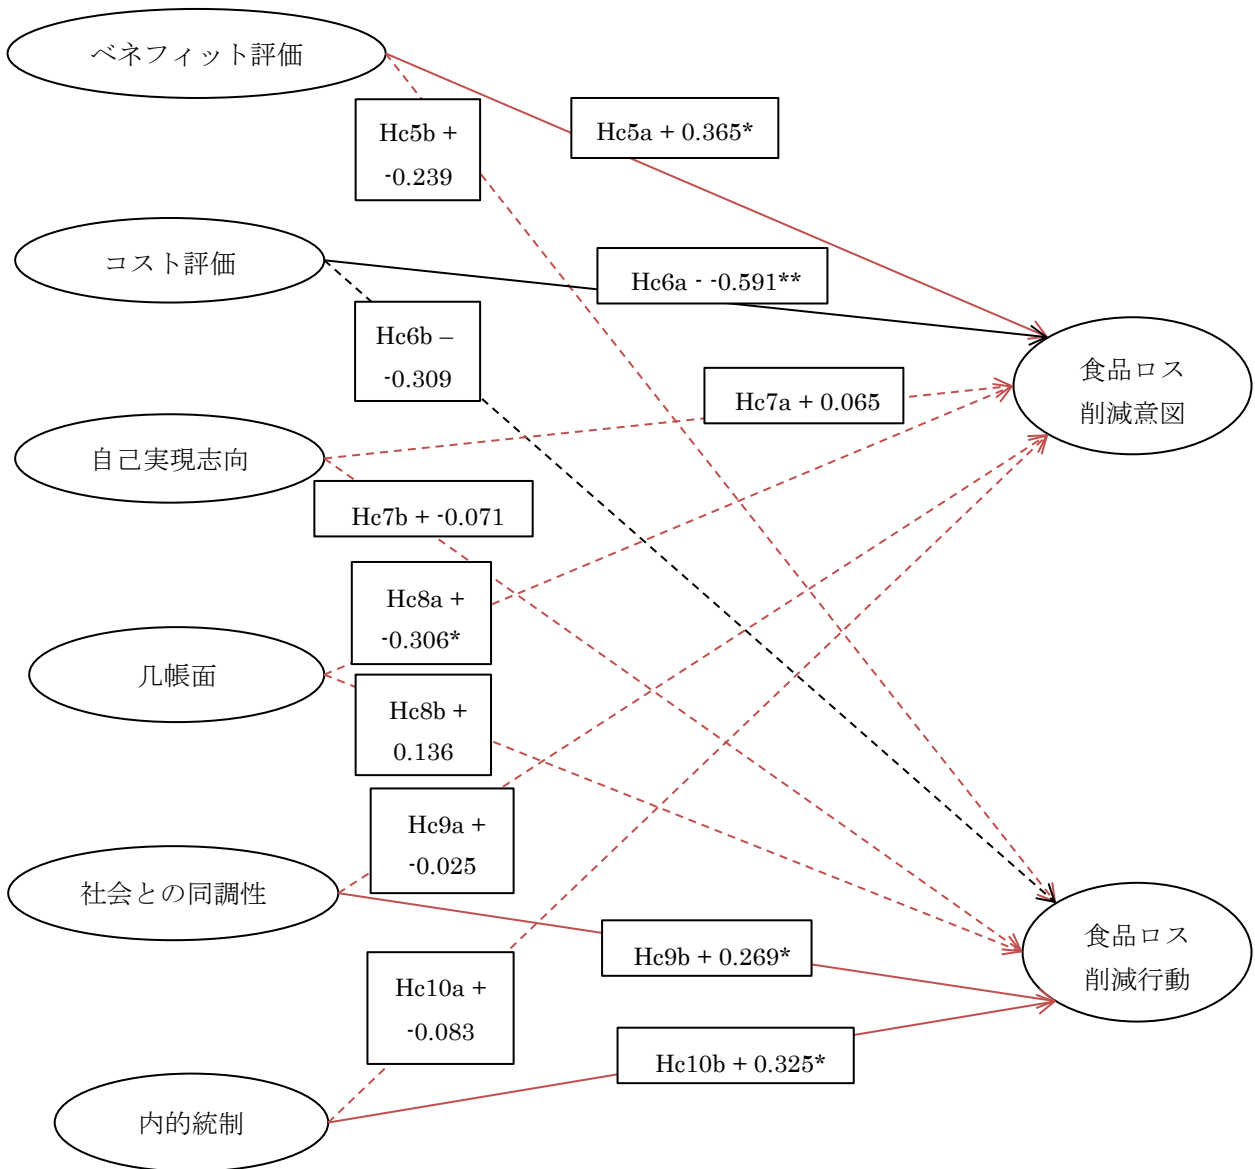 ベネフィット評価
Hc5b +
-0.239
Hc5a + 0.365*
コスト評価
Hc6a - -0.591**
Hc6b –
-0.309
食品ロス
削減意図
Hc7a + 0.065
自己実現志向
Hc7b + -0.071
Hc8a +
-0.306*
几帳面
Hc8b +
0.136
Hc9a +
-0.025
社会との同調性
Hc9b + 0.269*
食品ロス
削減行動
Hc10a +
-0.083
Hc10b + 0.325*
内的統制